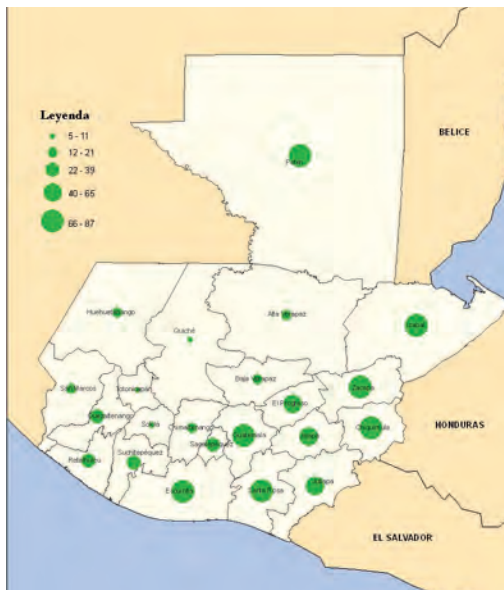 Leyenda
5 - 11
12 - 21
22 - 39
40 - 65
66 - 87
BELICE
Petén
Huehuetenango
Quiché
Alta Verapaz
Izabal
San Marcos
Totonicapán
Baja Verapaz
Zacapa
El Progreso
Quetzaltenango
Sololá
Chimaltenango
Guatemala
Jalapa
Chiquimula
HONDURAS
Sacatepéquez
Retalhuleu
Suchitepéquez
Escuintla
Santa Rosa
Jutiapa
EL SALVADOR